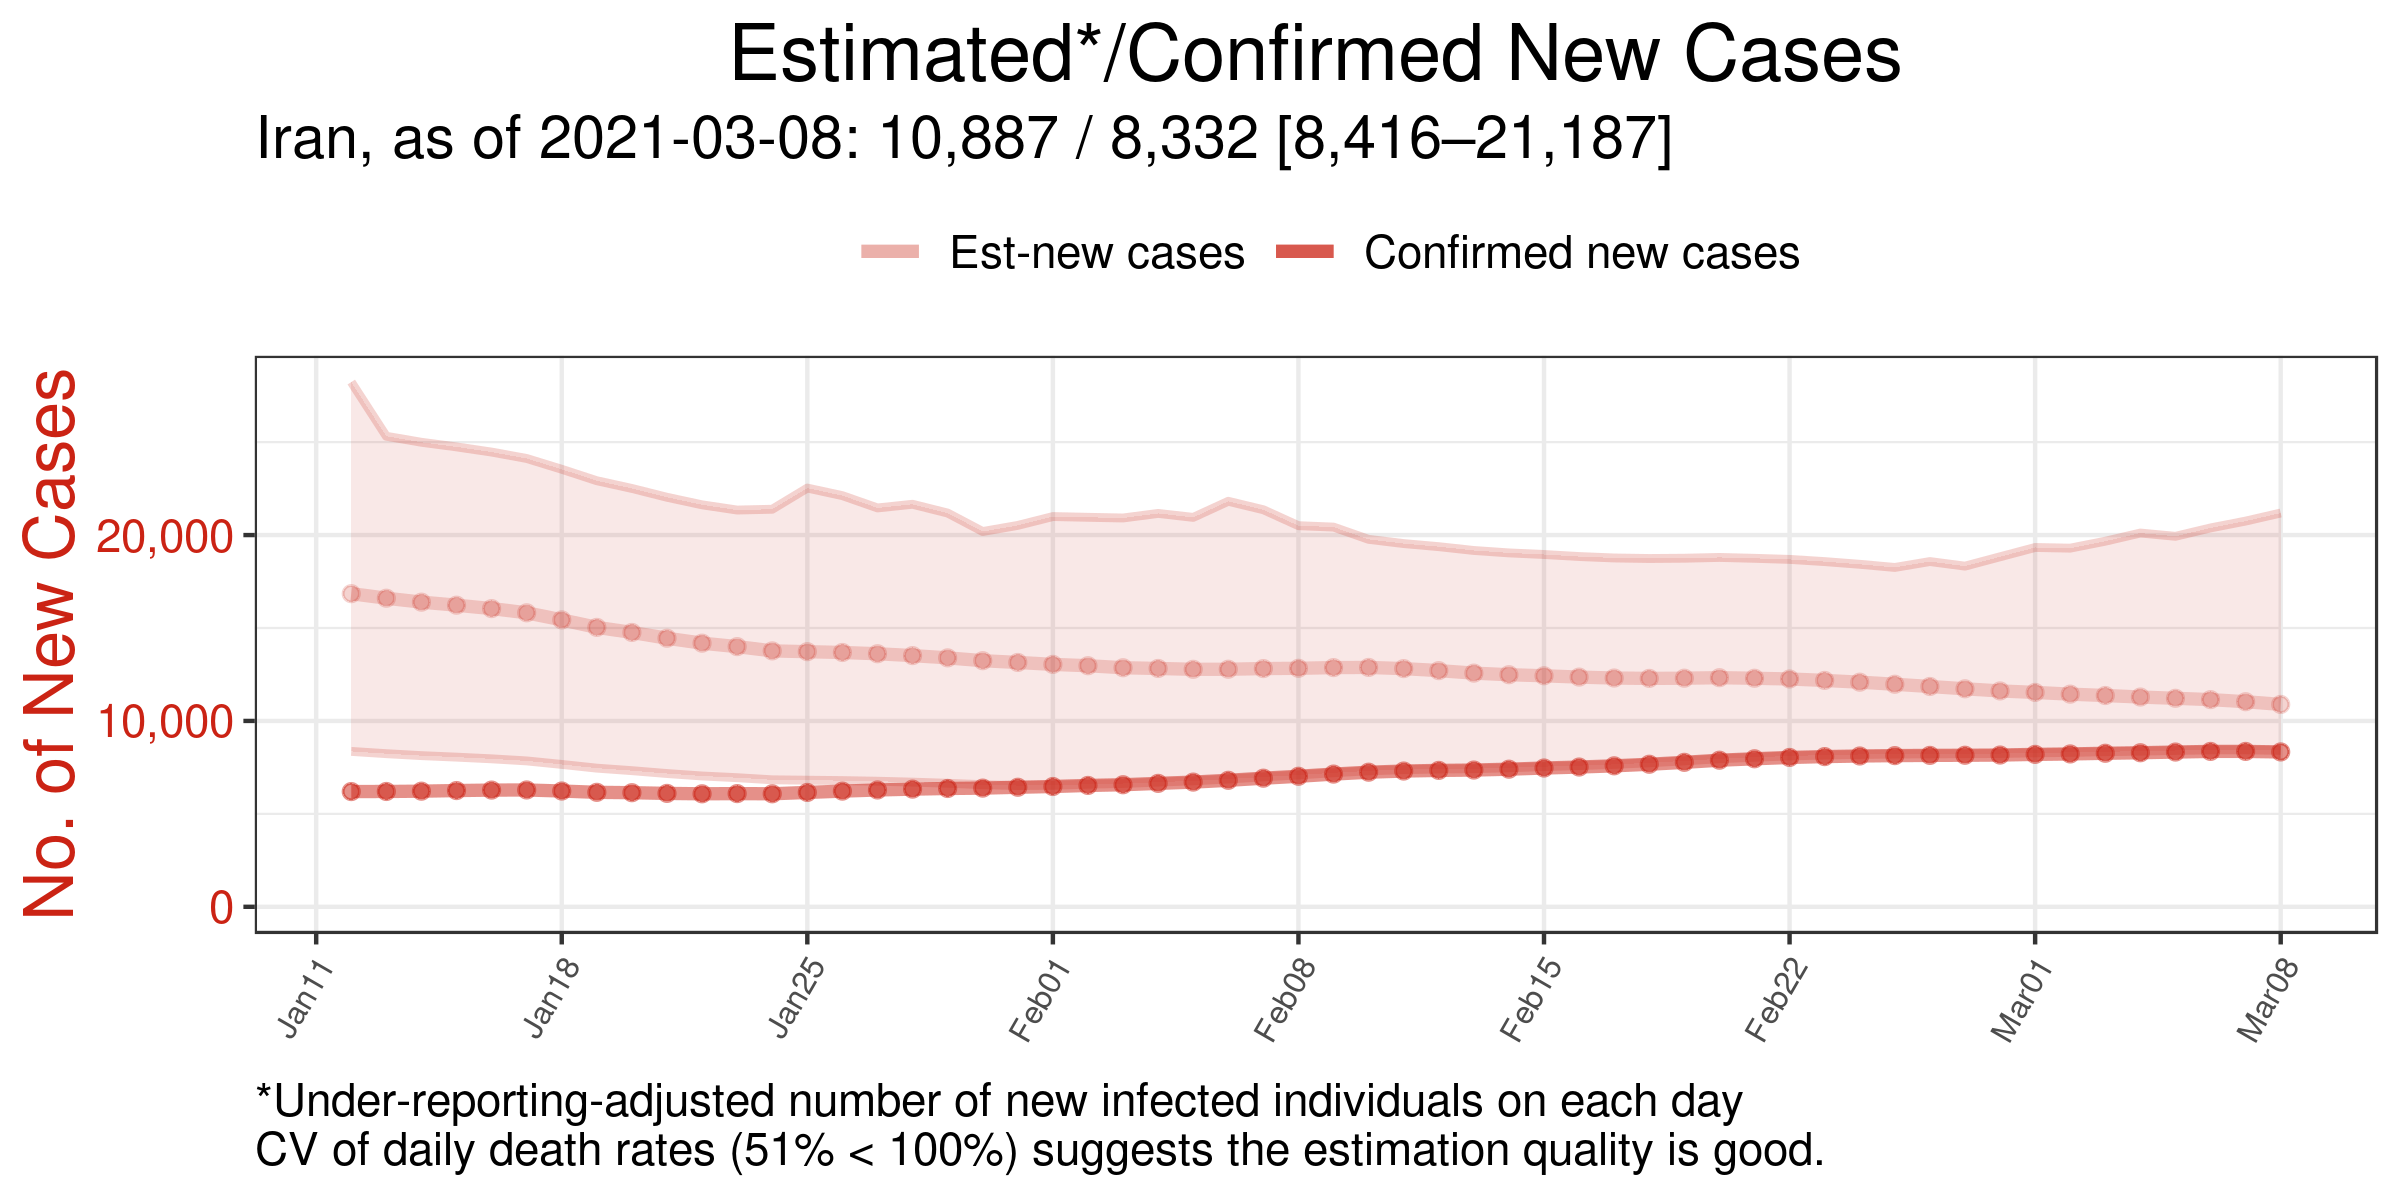 Estimated*/Confirmed New Cases
Iran, as of 2021-03-08: 10,887 / 8,332 [8,416–21,187]
Est-new cases Confirmed new cases
No. of New Cases
20,000
10,000
0
Jan11 Jan18 Jan25 Feb01 Feb08 Feb15 Feb22 Mar01 Mar08
*Under-reporting-adjusted number of new infected individuals on each day
CV of daily death rates (51% < 100%) suggests the estimation quality is good.